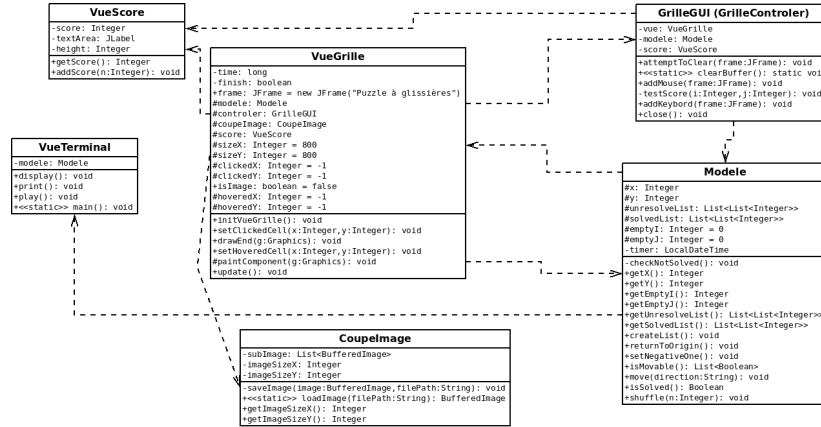 VueScore
-score: Integer
-textArea: JLabel
-height: Integer
+getScore(): Integer
+addScore(n:Integer): void
VueGrille
-time: long
-finish: boolean
+frame: JFrame = new JFrame("Puzzle à glissières")
#modele: Modele
#controler: GrilleGUI
#coupeImage: CoupeImage
#score: VueScore
#sizeX: Integer = 800
#sizeY: Integer = 800
#clickedX: Integer = -1
#clickedY: Integer = -1
+isImage: boolean = false
#hoveredX: Integer = -1
#hoveredY: Integer = -1
+initVueGrille(): void
+setClickedCell(x:Integer,y:Integer): void
+drawEnd(g:Graphics): void
+setHoveredCell(x:Integer,y:Integer): void
#paintComponent(g:Graphics): void
+update(): void
GrilleGUI (GrilleControler)
-vue: VueGrille
-modele: Modele
-score: VueScore
+attemptToClear(frame:JFrame): void
+<<static>> clearBuffer(): static voi
+addMouse(frame:JFrame): void
-testScore(i:Integer,j:Integer): void
+addKeybord(frame:JFrame): void
+close(): void
VueTerminal
-modele: Modele
+display(): void
+print(): void
+play(): void
+<<static>> main(): void
Modele
#x: Integer
#y: Integer
#unresolveList: List<List<Integer>>
#solvedList: List<List<Integer>>
#emptyI: Integer = 0
#emptyJ: Integer = 0
-timer: LocalDateTime
-checkNotSolved(): void
+getX(): Integer
+getY(): Integer
+getEmptyI(): Integer
+getEmptyJ(): Integer
+getUnresolveList(): List<List<Integer>>
+getSolvedList(): List<List<Integer>>
+createList(): void
+returnToOrigin(): void
+setNegativeOne(): void
+isMovable(): List<Boolean>
+move(direction:String): void
+isSolved(): Boolean
+shuffle(n:Integer): void
CoupeImage
-subImage: List<BufferedImage>
-imageSizeX: Integer
-imageSizeY: Integer
-saveImage(image:BufferedImage,filePath:String): void
+<<static>> loadImage(filePath:String): BufferedImage
+getImageSizeX(): Integer
+getImageSizeY(): Integer